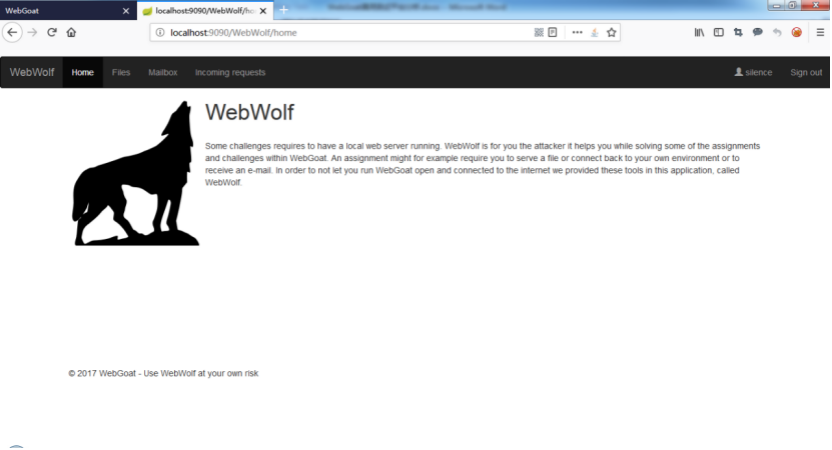 WebGoat
localhost:9090/WebWolf/ho
localhost:9090/WebWolf/home
WebWolf Home Files Mailbox Incoming requests silence Sign out
WebWolf
Some challenges requires to have a local web server running. WebWolf is for you the attacker it helps you while solving some of the assignments
and challenges within WebGoat. An assignment might for example require you to serve a file or connect back to your own environment or to
receive an e-mail. In order to not let you run WebGoat open and connected to the internet we provided these tools in this application, called
WebWolf.
© 2017 WebGoat - Use WebWolf at your own risk